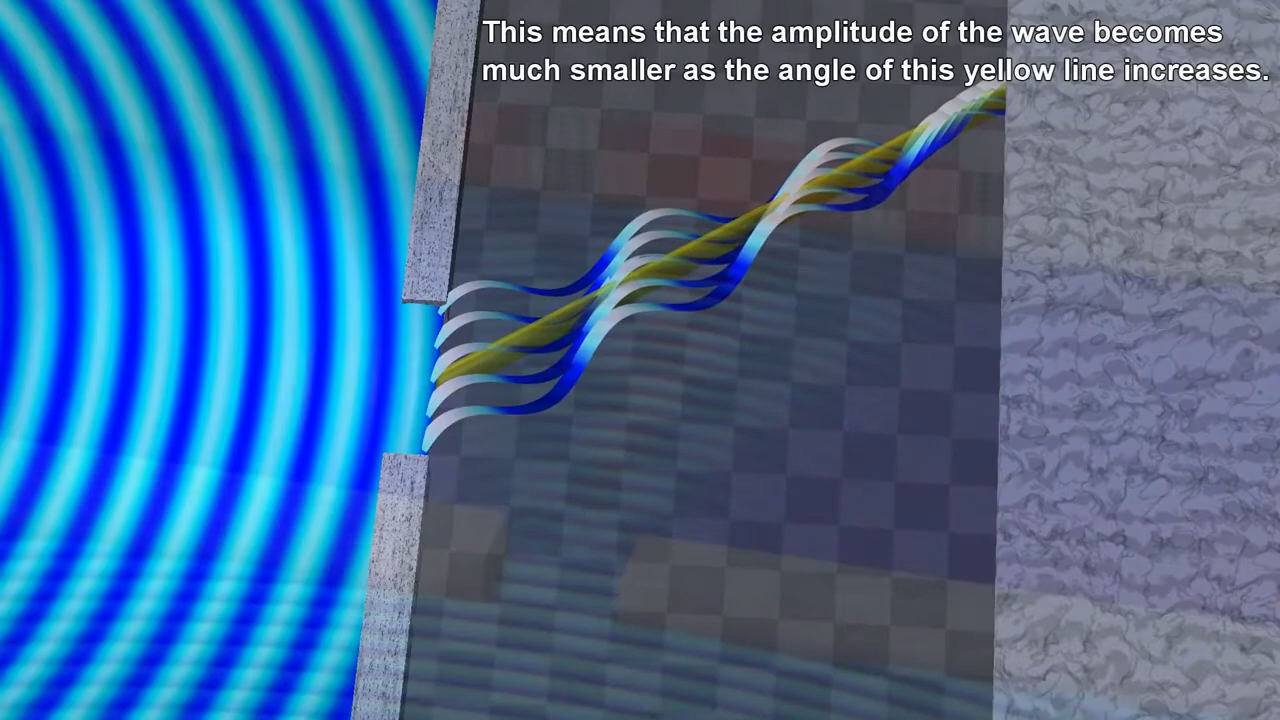 This means that the amplitude of the wave becomes
much smaller as the angle of this yellow line increases.